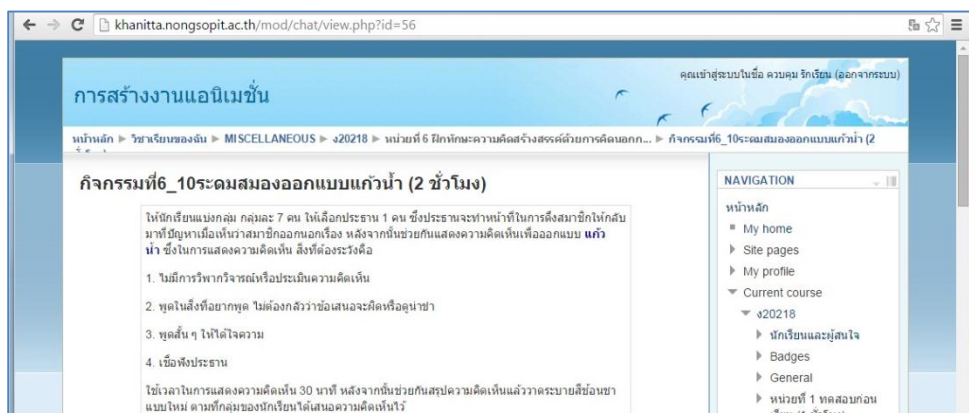 khanitta.nongsopit.ac.th/mod/chat/view.php?id=56
คุณเข้าสู่ระบบในชื่อ ควบคุม รักเรียน (ออกจากระบบ)
การสร้างงานแอนิเมชั่น
หน้าหลัก ▶ วิชาเรียนของฉัน ▶ MISCELLANEOUS ▶ ง20218 ▶ หน่วยที่ 6 ฝึกทักษะความคิดสร้างสรรค์ด้วยการคิดนอกก... ▶ กิจกรรมที่6_10ระดมสมองออกแบบแก้วน้ำ (2
กิจกรรมที่6_10ระดมสมองออกแบบแก้วน้ำ (2 ชั่วโมง)
ให้นักเรียนแบ่งกลุ่ม กลุ่มละ 7 คน ให้เลือกประธาน 1 คน ซึ่งประธานจะทำหน้าที่ในการดึงสมาชิกให้กลับ
มาที่ปัญหาเมื่อเห็นว่าสมาชิกออกนอกเรื่อง หลังจากนั้นช่วยกันแสดงความคิดเห็นเพื่อออกแบบ แก้ว
น้ำ ซึ่งในการแสดงความคิดเห็น สิ่งที่ต้องระวังคือ
1. ไม่มีการวิพากวิจารณ์หรือประเมินความคิดเห็น
2. พูดในสิ่งที่อยากพูด ไม่ต้องกลัวว่าข้อเสนอจะผิดหรือดูน่าขำ
3. พูดสั้น ๆ ให้ได้ใจความ
4. เชื่อฟังประธาน
ใช้เวลาในการแสดงความคิดเห็น 30 นาที หลังจากนั้นช่วยกันสรุปความคิดเห็นแล้ววาดระบายสีช้อนชา
แบบใหม่ ตามที่กลุ่มของนักเรียนได้เสนอความคิดเห็นไว้
NAVIGATION
หน้าหลัก
My home
Site pages
My profile
Current course
ง20218
นักเรียนและผู้สนใจ
Badges
General
หน่วยที่ 1 ทดสอบก่อน